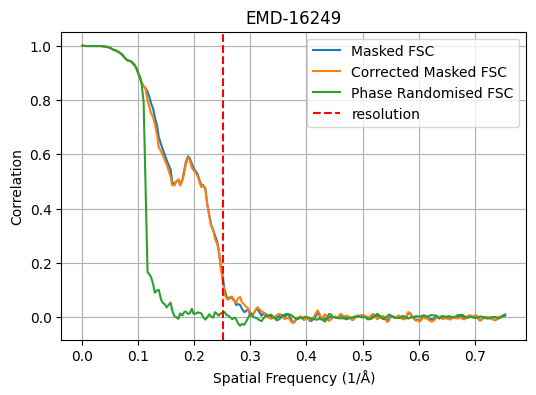 EMD-16249
Masked FSC
Corrected Masked FSC
Phase Randomised FSC
resolution
Correlation
1.0
0.8
0.6
0.4
0.2
0.0
0.0 0.1 0.2 0.3 0.4 0.5 0.6 0.7
Spatial Frequency (1/Å)